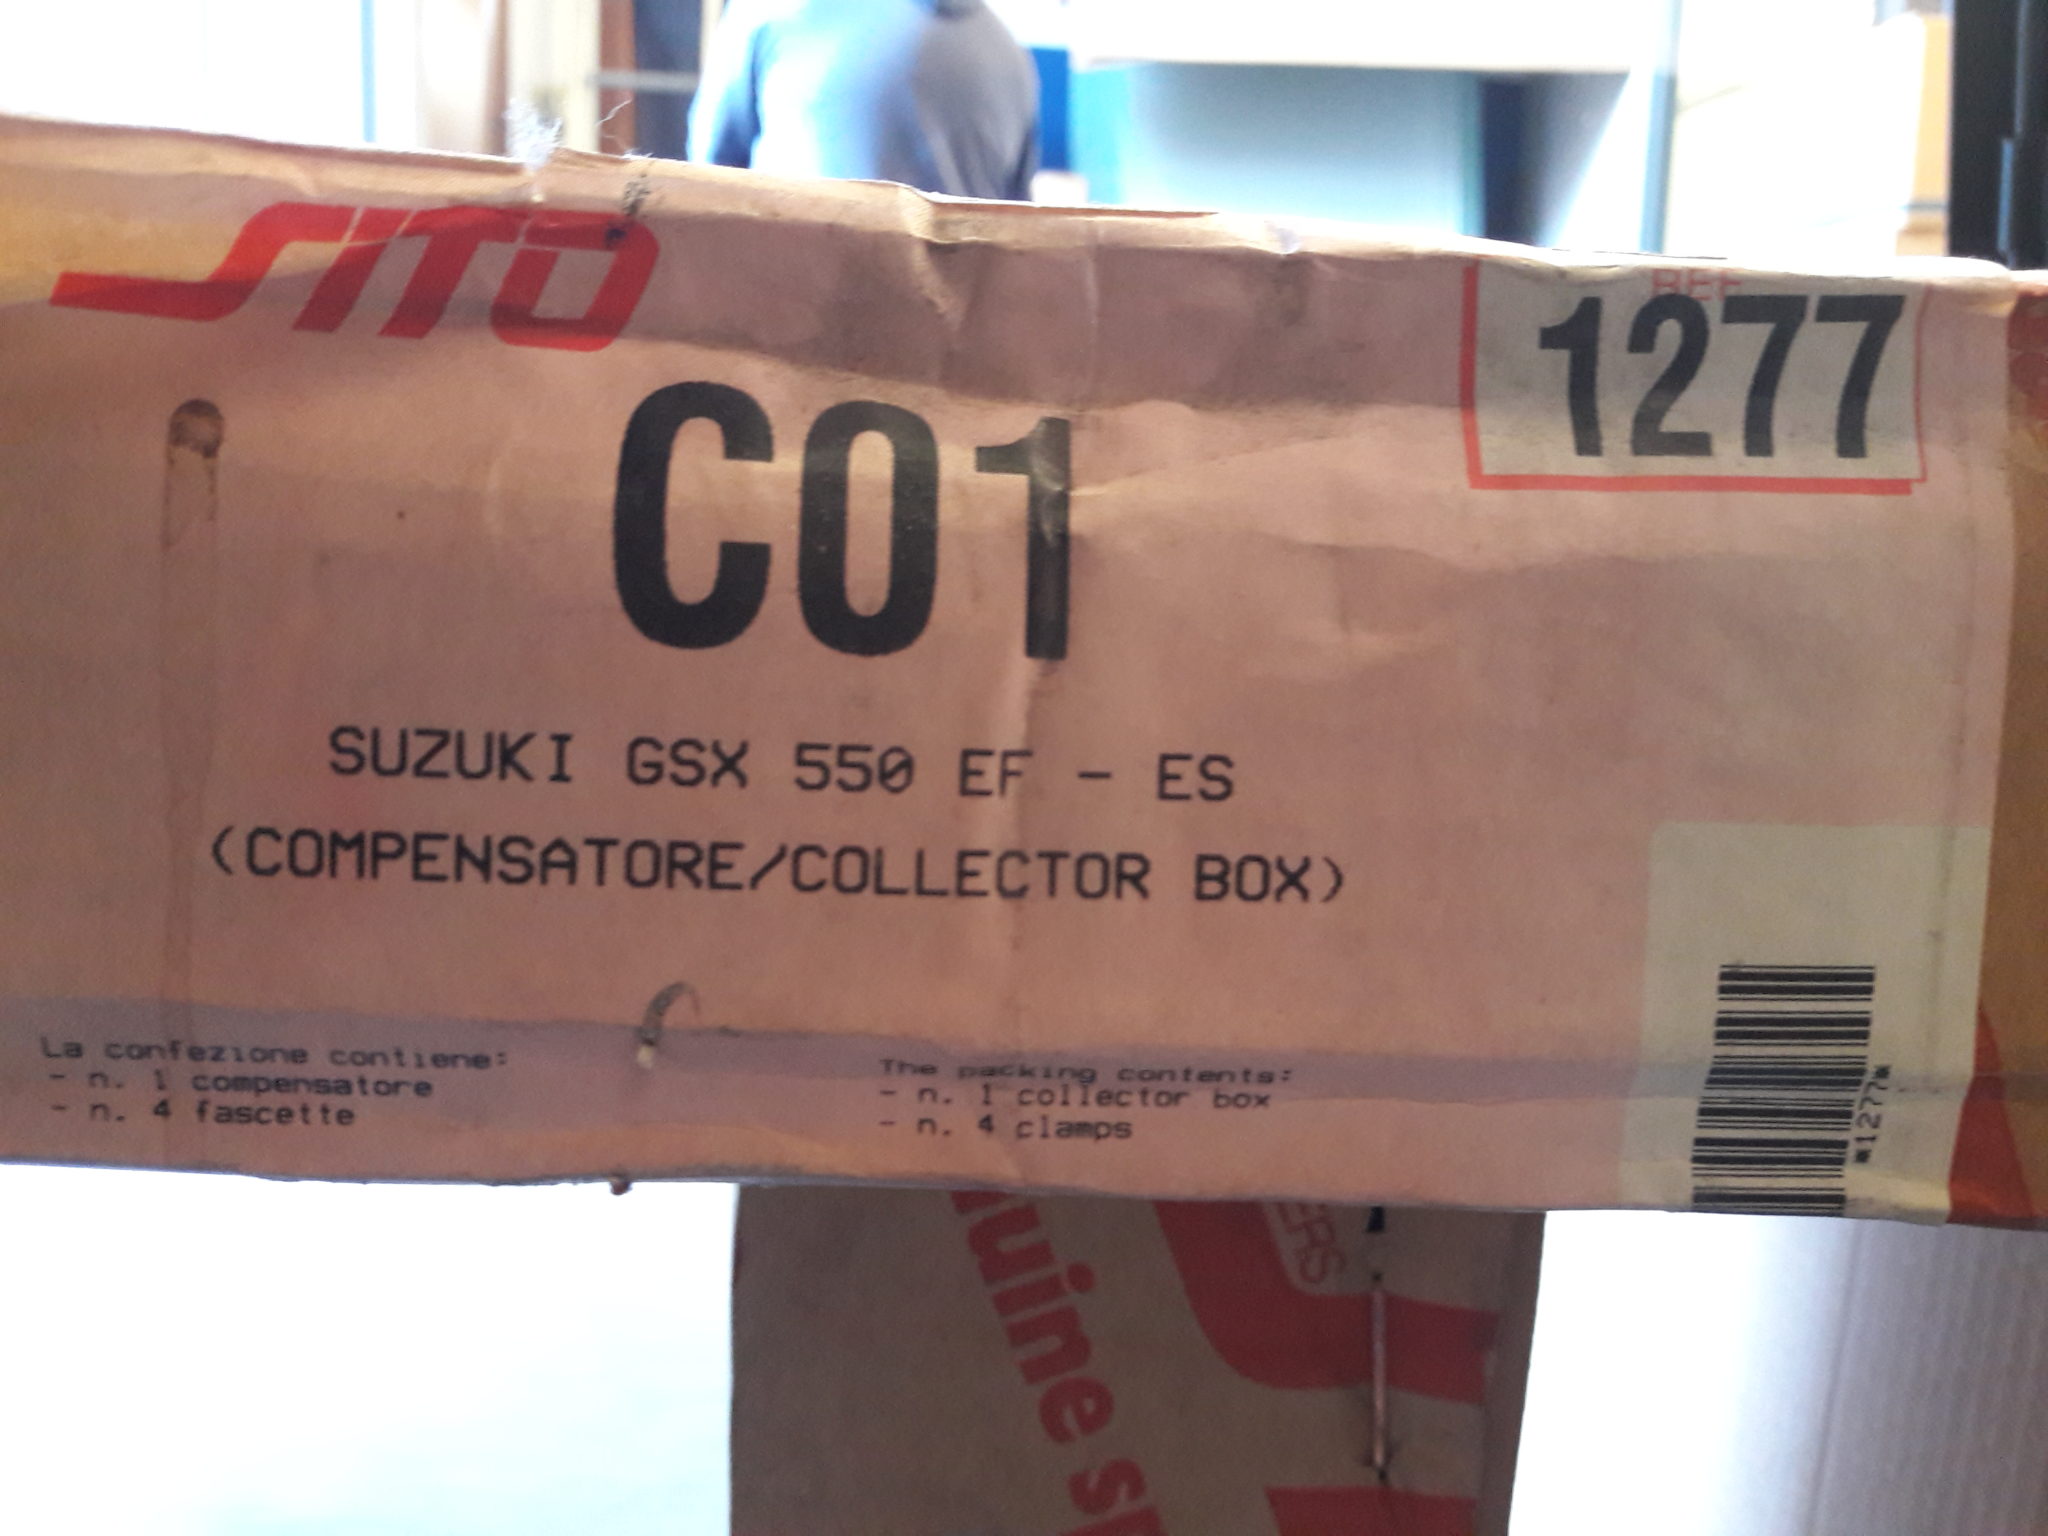 SITO
REF
1277
C01
SUZUKI GSX 550 EF - ES
(COMPENSATORE/COLLECTOR BOX)
La confezione contiene:
- n. 1 compensatore
- n. 4 fascette
The packing contents:
- n. 1 collector box
- n. 4 clamps
*1277*